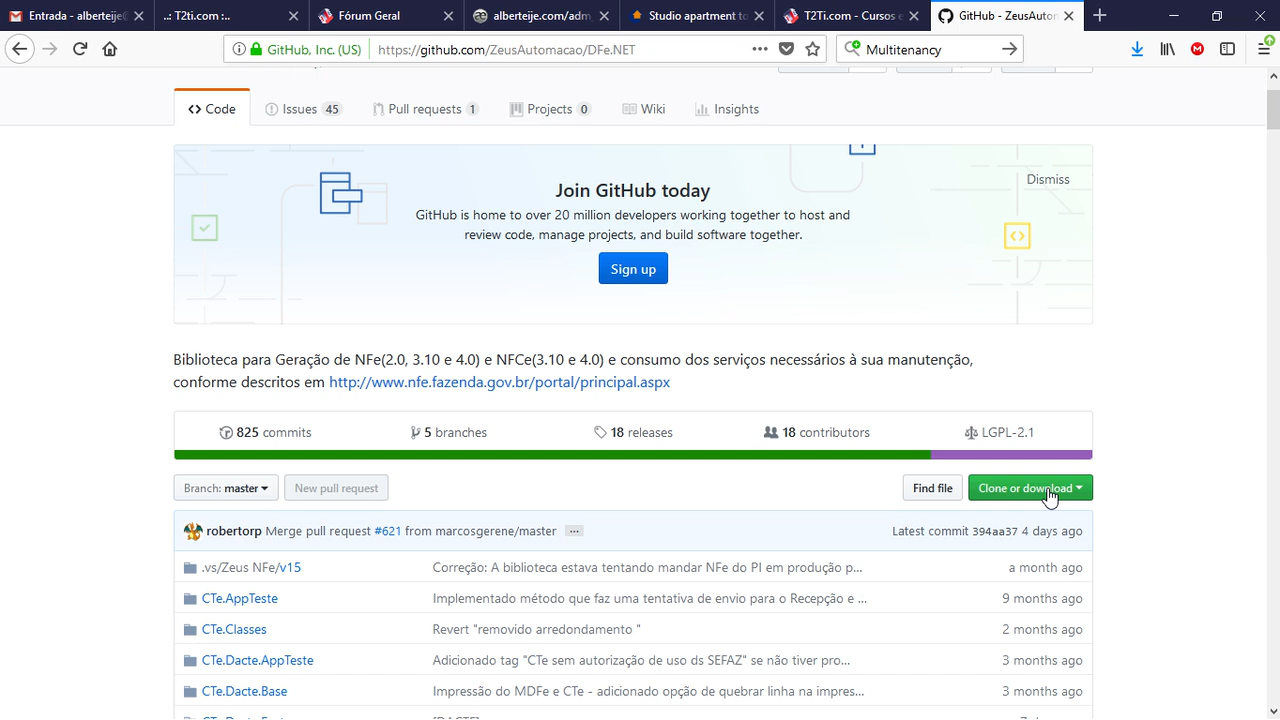 Entrada - alberteije@
.: T2ti.com :..
Fórum Geral
alberteije.com/adm_
Studio apartment to
T2Ti.com - Cursos e
GitHub - ZeusAutoma
GitHub, Inc. (US)
https://github.com/ZeusAutomacao/DFe.NET
Multitenancy
Code
Issues 45
Pull requests 1
Projects 0
Wiki
Insights
Join GitHub today
Dismiss
GitHub is home to over 20 million developers working together to host and
review code, manage projects, and build software together.
Sign up
Biblioteca para Geração de NFe(2.0, 3.10 e 4.0) e NFCe(3.10 e 4.0) e consumo dos serviços necessários à sua manutenção,
conforme descritos em http://www.nfe.fazenda.gov.br/portal/principal.aspx
825 commits
5 branches
18 releases
18 contributors
LGPL-2.1
Branch: master
New pull request
Find file
Clone or download
robertorp Merge pull request #621 from marcosgerene/master ...
Latest commit 394aa37 4 days ago
.vs/Zeus NFe/v15 Correção: A biblioteca estava tentando mandar NFe do PI em produção p... a month ago
CTe.AppTeste Implementado método que faz uma tentativa de envio para o Recepção e ... 9 months ago
CTe.Classes Revert "removido arredondamento " 2 months ago
CTe.Dacte.AppTeste Adicionado tag "CTe sem autorização de uso ds SEFAZ" se não tiver pro... 3 months ago
CTe.Dacte.Base Impressão do MDFe e CTe - adicionado opção de quebrar linha na impres... 3 months ago